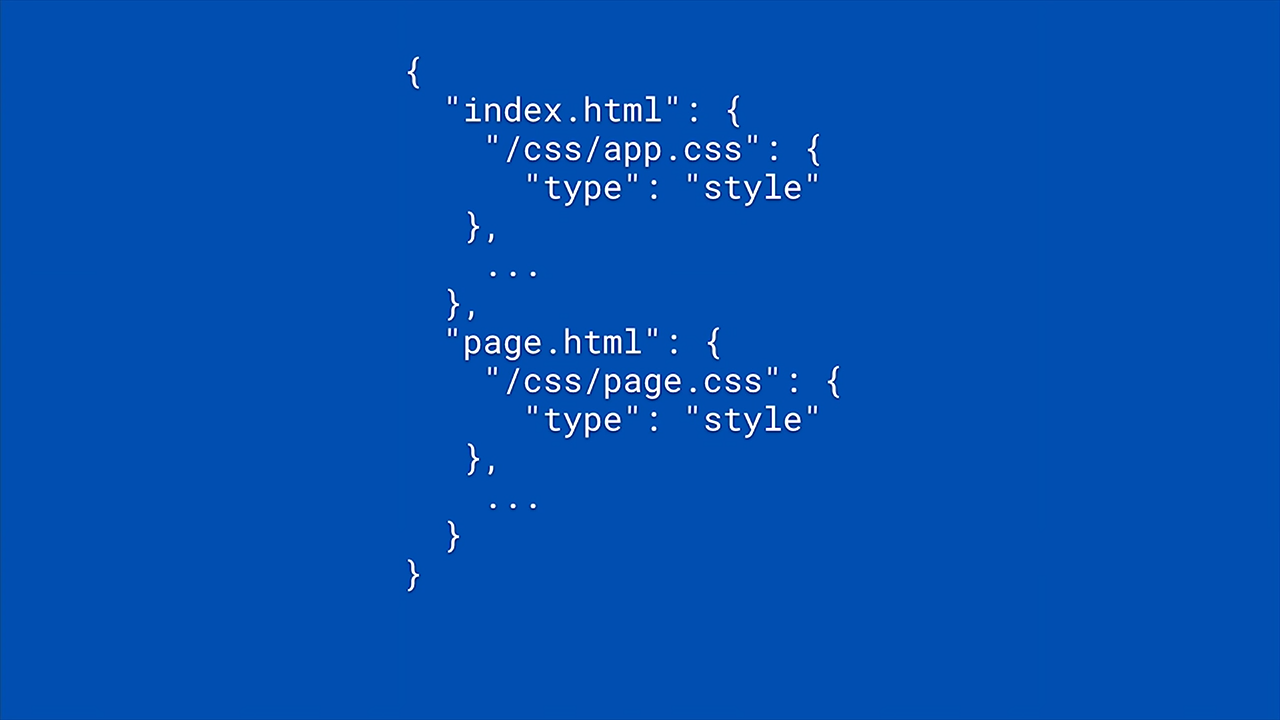 {
  "index.html": {
    "/css/app.css": {
      "type": "style"
   },
    ...
  },
  "page.html": {
    "/css/page.css": {
      "type": "style"
   },
    ...
  }
}